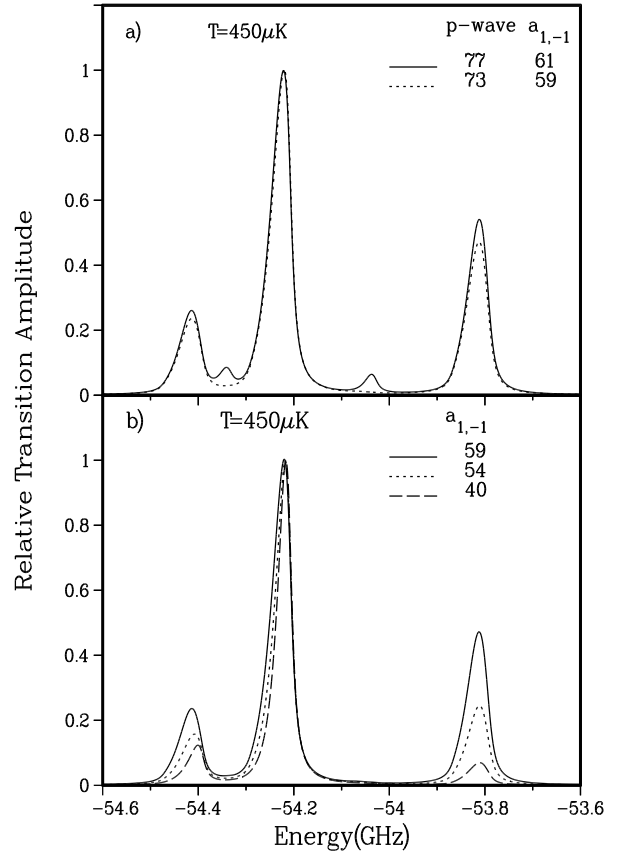 a)
T=450μK
p-wave a1,-1
77 61
73 59
1
0.8
0.6
0.4
0.2
0
b)
T=450μK
a1,-1
59
54
40
1
0.8
0.6
0.4
0.2
0
−54.6 −54.4 −54.2 −54 −53.8 −53.6
Energy(GHz)
Relative Transition Amplitude